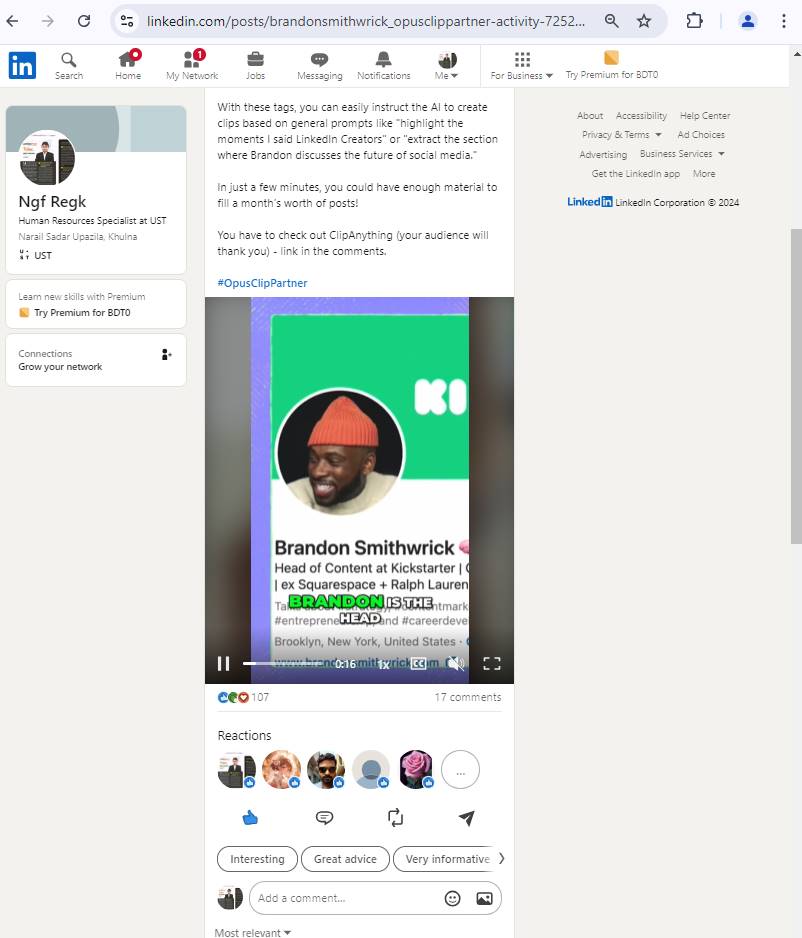 linkedin.com/posts/brandonsmithwrick_opusclippartner-activity-7252...
in
Search
Home
1
My Network
Jobs
Messaging
Notifications
Me
For Business
Try Premium for BDT0
With these tags, you can easily instruct the AI to create
clips based on general prompts like "highlight the
moments I said LinkedIn Creators" or "extract the section
where Brandon discusses the future of social media."
In just a few minutes, you could have enough material to
fill a month's worth of posts!
You have to check out ClipAnything (your audience will
thank you) - link in the comments.
#OpusClipPartner
Ngf Regk
Human Resources Specialist at UST
Narail Sadar Upazila, Khulna
UST
Learn new skills with Premium
Try Premium for BDT0
Connections
Grow your network
About Accessibility Help Center
Privacy & Terms Ad Choices
Advertising Business Services
Get the LinkedIn app More
LinkedIn LinkedIn Corporation © 2024
KI
Brandon Smithwrick
Head of Content at Kickstarter |
| ex Squarespace + Ralph Lauren
BRANDON IS THE
HEAD
Brooklyn, New York, United States ·
0:16 1x CC
107
17 comments
Reactions
...
Interesting
Great advice
Very informative
Add a comment...
Most relevant